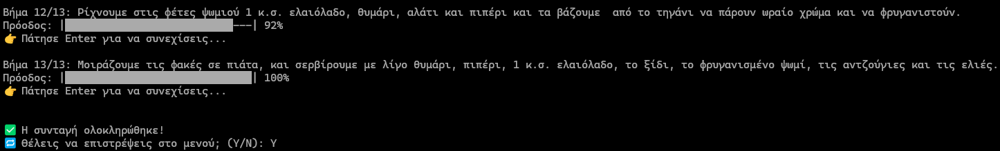 Βήμα 12/13: Ρίχνουμε στις φέτες ψωμιού 1 κ.σ. ελαιόλαδο, θυμάρι, αλάτι και πιπέρι και τα βάζουμε  από το τηγάνι να πάρουν ωραίο χρώμα και να φρυγανιστούν.
Πρόοδος: |███████████████████████████---| 92%
👉 Πάτησε Enter για να συνεχίσεις...
Βήμα 13/13: Μοιράζουμε τις φακές σε πιάτα, και σερβίρουμε με λίγο θυμάρι, πιπέρι, 1 κ.σ. ελαιόλαδο, το ξίδι, το φρυγανισμένο ψωμί, τις αντζούγιες και τις ελιές.
Πρόοδος: |██████████████████████████████| 100%
👉 Πάτησε Enter για να συνεχίσεις...
✅ Η συνταγή ολοκληρώθηκε!
🔁 Θέλεις να επιστρέψεις στο μενού; (Y/N): Y